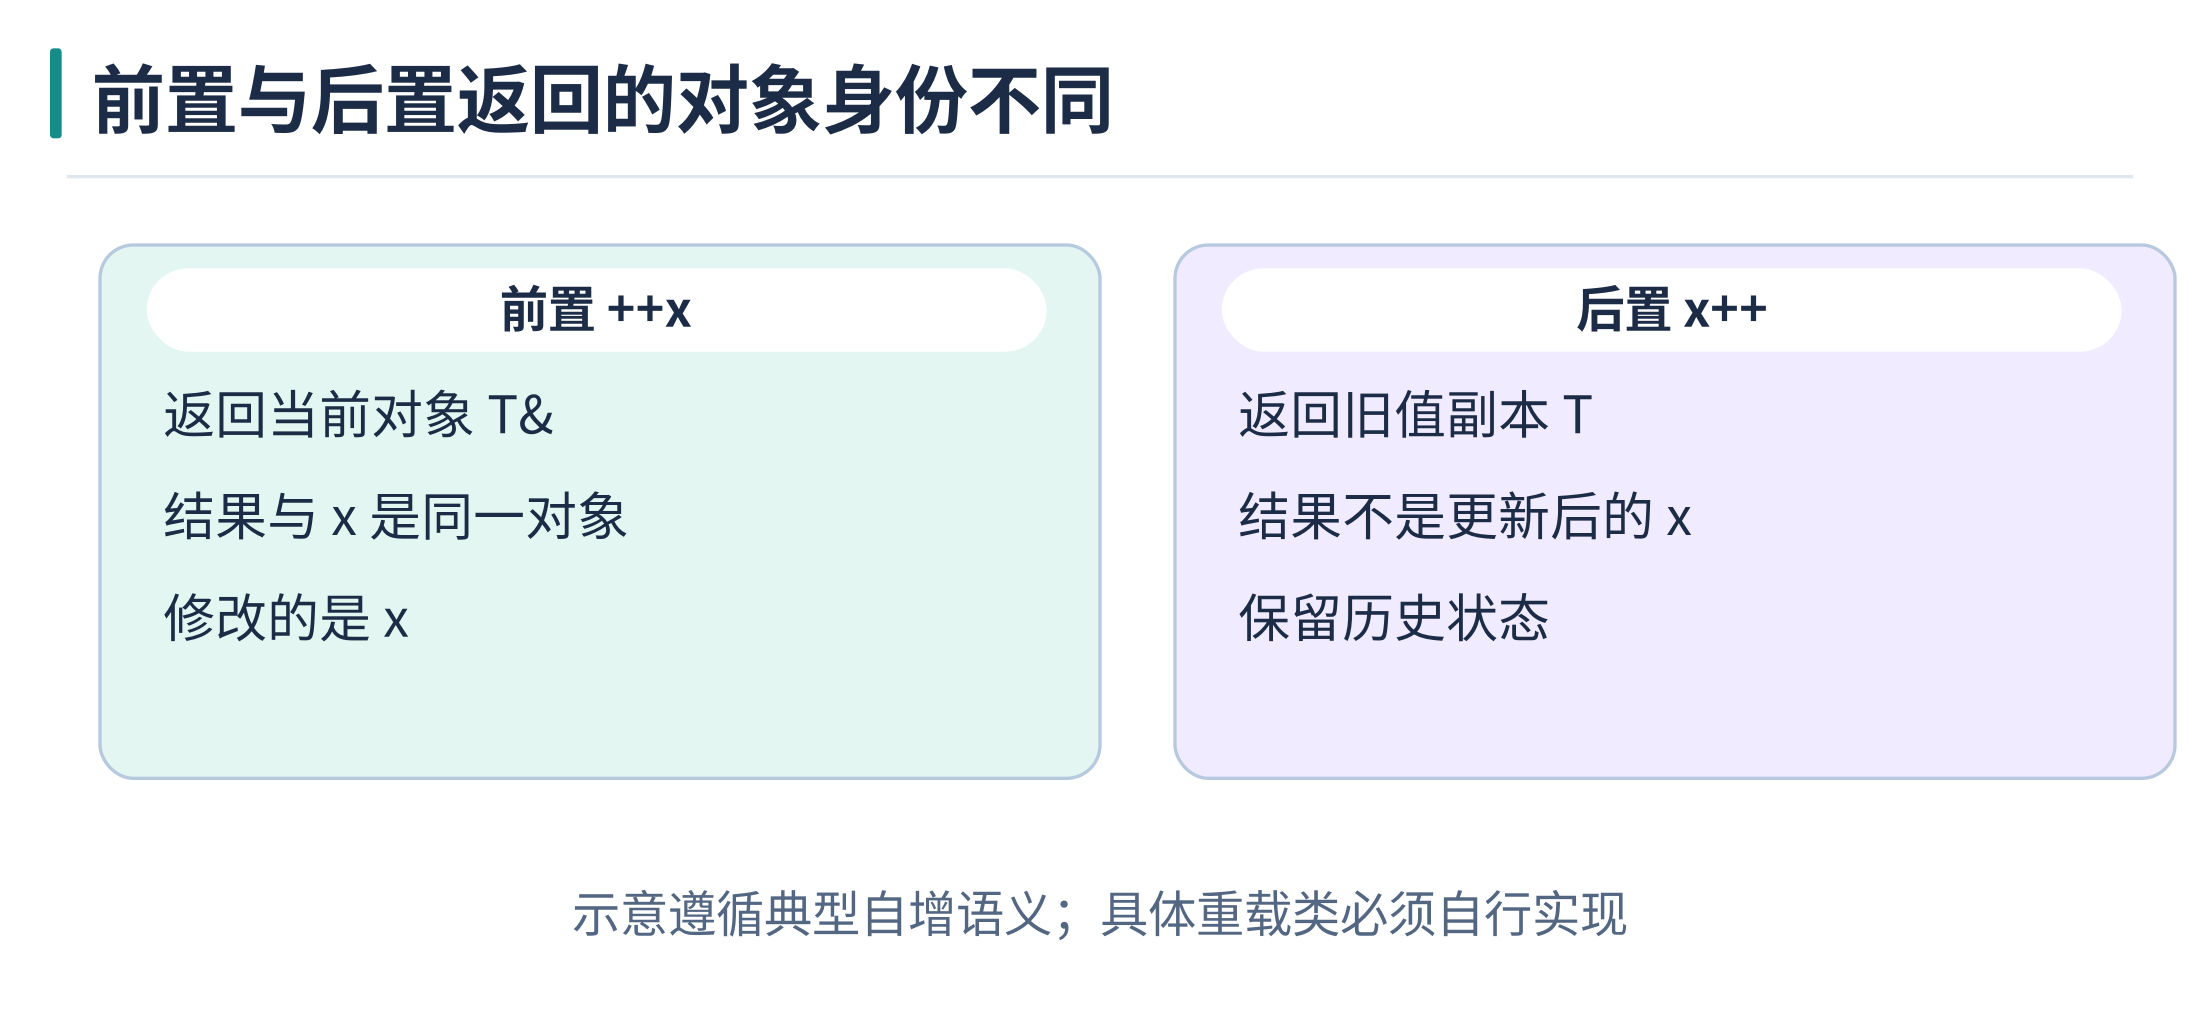 前置与后置返回的对象身份不同
前置 ++x
返回当前对象 T&
结果与 x 是同一对象
修改的是 x
后置 x++
返回旧值副本 T
结果不是更新后的 x
保留历史状态
示意遵循典型自增语义；具体重载类必须自行实现